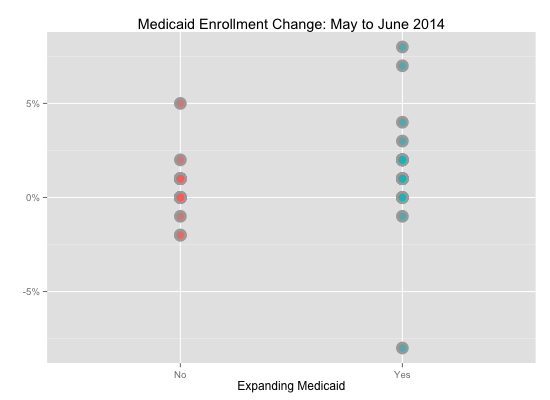 Medicaid Enrollment Change: May to June 2014
5%
0%
-5%
No Yes
Expanding Medicaid